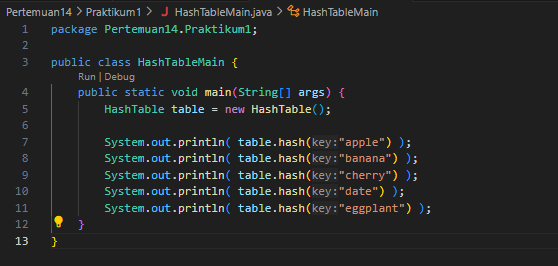 Pertemuan14 > Praktikum1 > J HashTableMain.java > HashTableMain
1 package Pertemuan14.Praktikum1;
2
3 public class HashTableMain {
Run | Debug
4 public static void main(String[] args) {
5 HashTable table = new HashTable();
6
7 System.out.println( table.hash(key:"apple") );
8 System.out.println( table.hash(key:"banana") );
9 System.out.println( table.hash(key:"cherry") );
10 System.out.println( table.hash(key:"date") );
11 System.out.println( table.hash(key:"eggplant") );
12 }
13 }